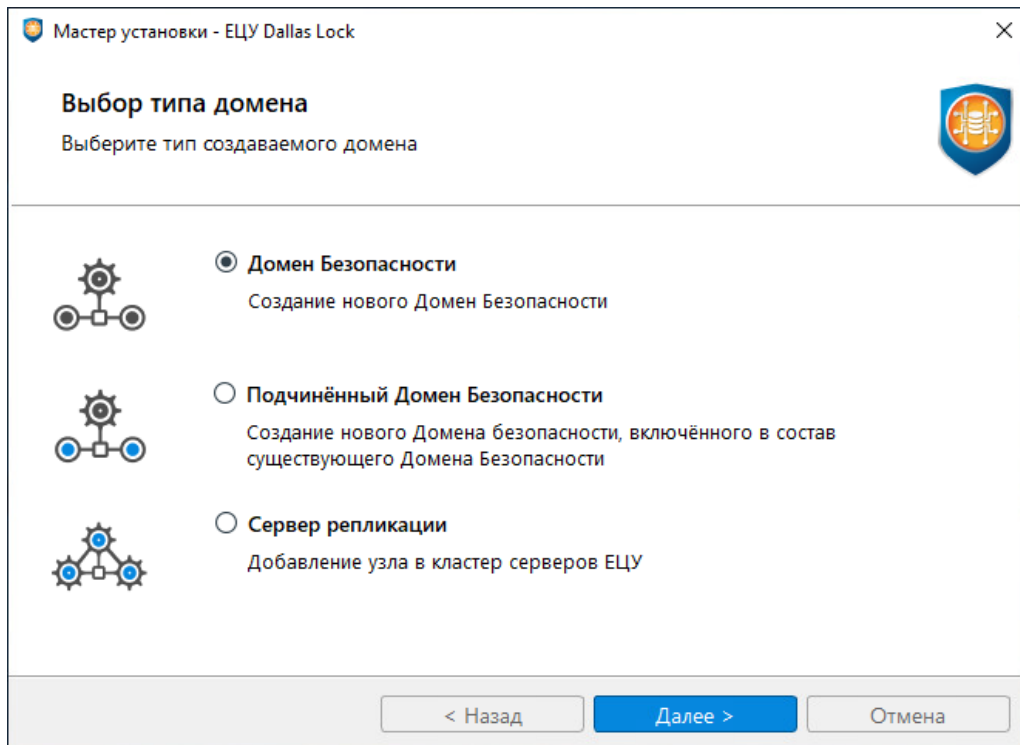 Мастер установки - ЕЦУ Dallas Lock
Выбор типа домена
Выберите тип создаваемого домена
Домен Безопасности
Создание нового Домен Безопасности
Подчинённый Домен Безопасности
Создание нового Домена безопасности, включённого в состав
существующего Домена Безопасности
Сервер репликации
Добавление узла в кластер серверов ЕЦУ
< Назад
Далее >
Отмена